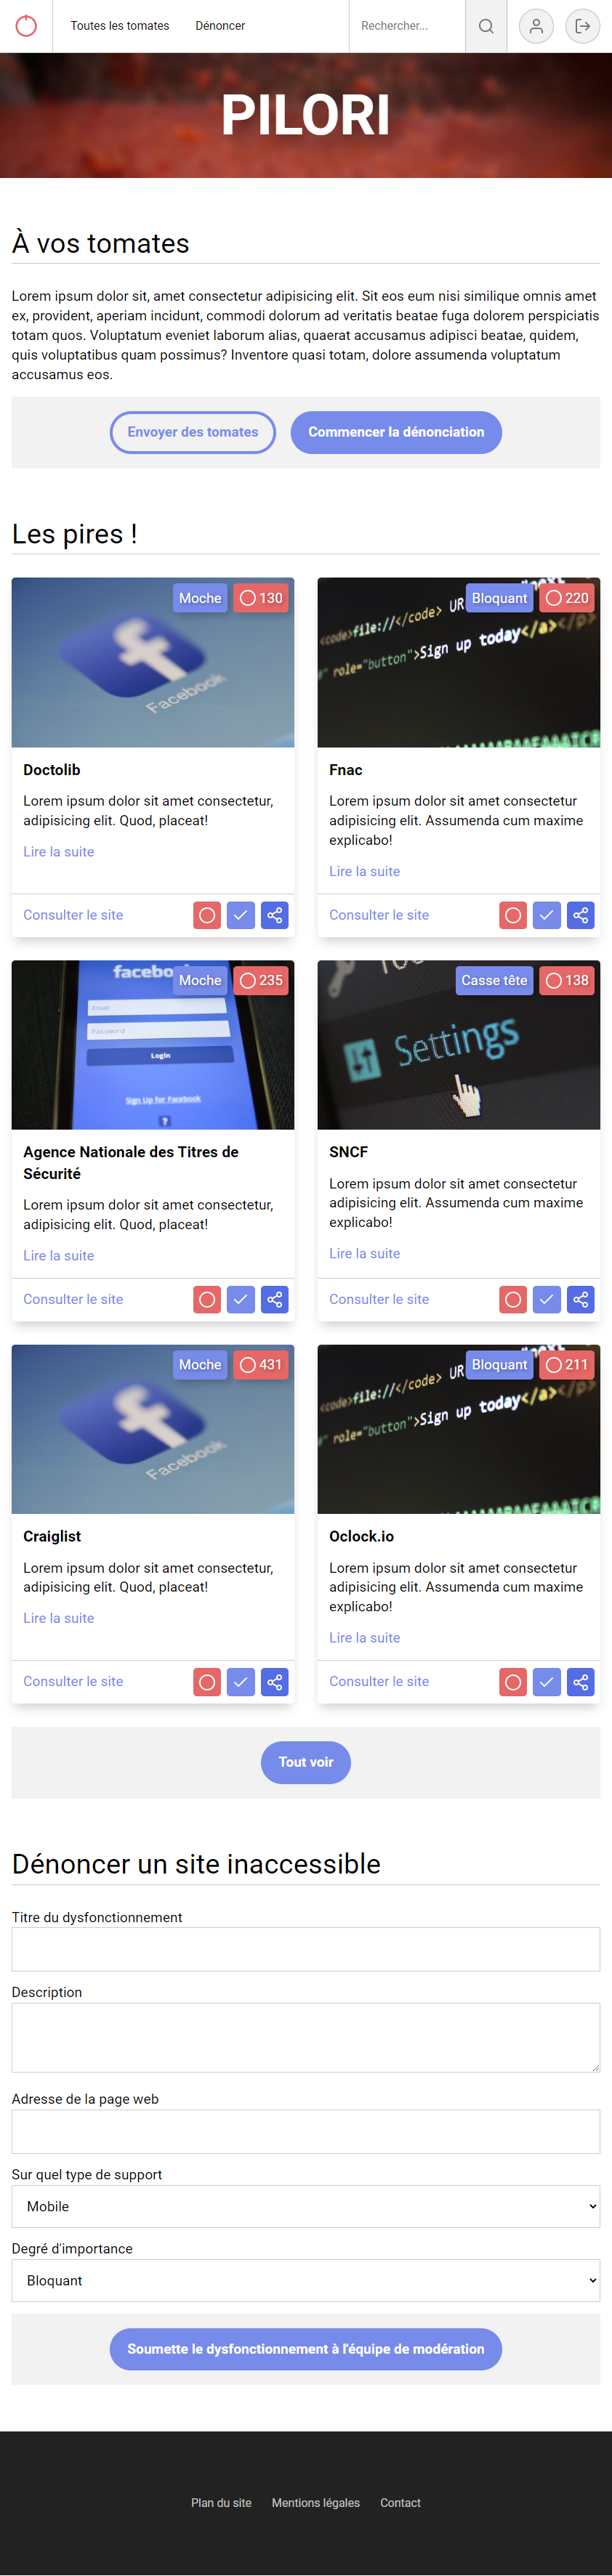 Toutes les tomates
Dénoncer
Rechercher...
PILORI
À vos tomates
Lorem ipsum dolor sit, amet consectetur adipisicing elit. Sit eos eum nisi similique omnis amet
ex, provident, aperiam incidunt, commodi dolorum ad veritatis beatae fuga dolorem perspiciatis
totam quos. Voluptatum eveniet laborum alias, quaerat accusamus adipisci beatae, quidem,
quis voluptatibus quam possimus? Inventore quasi totam, dolore assumenda voluptatum
accusamus eos.
Envoyer des tomates
Commencer la dénonciation
Les pires !
Moche
130
Facebook
Doctolib
Lorem ipsum dolor sit amet consectetur,
adipisicing elit. Quod, placeat!
Lire la suite
Consulter le site
Bloquant
220
<code>file://</code> UR
role="button">Sign up today</a></p>
Fnac
Lorem ipsum dolor sit amet consectetur
adipisicing elit. Assumenda cum maxime
explicabo!
Lire la suite
Consulter le site
Moche
235
Email
Password
Login
Sign Up for Facebook
?
Agence Nationale des Titres de
Sécurité
Lorem ipsum dolor sit amet consectetur,
adipisicing elit. Quod, placeat!
Lire la suite
Consulter le site
Casse tête
138
Settings
SNCF
Lorem ipsum dolor sit amet consectetur
adipisicing elit. Assumenda cum maxime
explicabo!
Lire la suite
Consulter le site
Moche
431
Facebook
Craiglist
Lorem ipsum dolor sit amet consectetur,
adipisicing elit. Quod, placeat!
Lire la suite
Consulter le site
Bloquant
211
<code>file://</code> UR
role="button">Sign up today</a></p>
Oclock.io
Lorem ipsum dolor sit amet consectetur
adipisicing elit. Assumenda cum maxime
explicabo!
Lire la suite
Consulter le site
Tout voir
Dénoncer un site inaccessible
Titre du dysfonctionnement
Description
Adresse de la page web
Sur quel type de support
Mobile
Degré d'importance
Bloquant
Soumette le dysfonctionnement à l'équipe de modération
Plan du site
Mentions légales
Contact